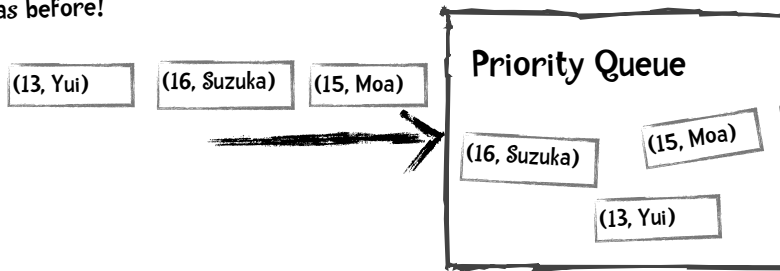 as before!
(13, Yui) (16, Suzuka) (15, Moa)
Priority Queue
(16, Suzuka) (15, Moa)
(13, Yui)